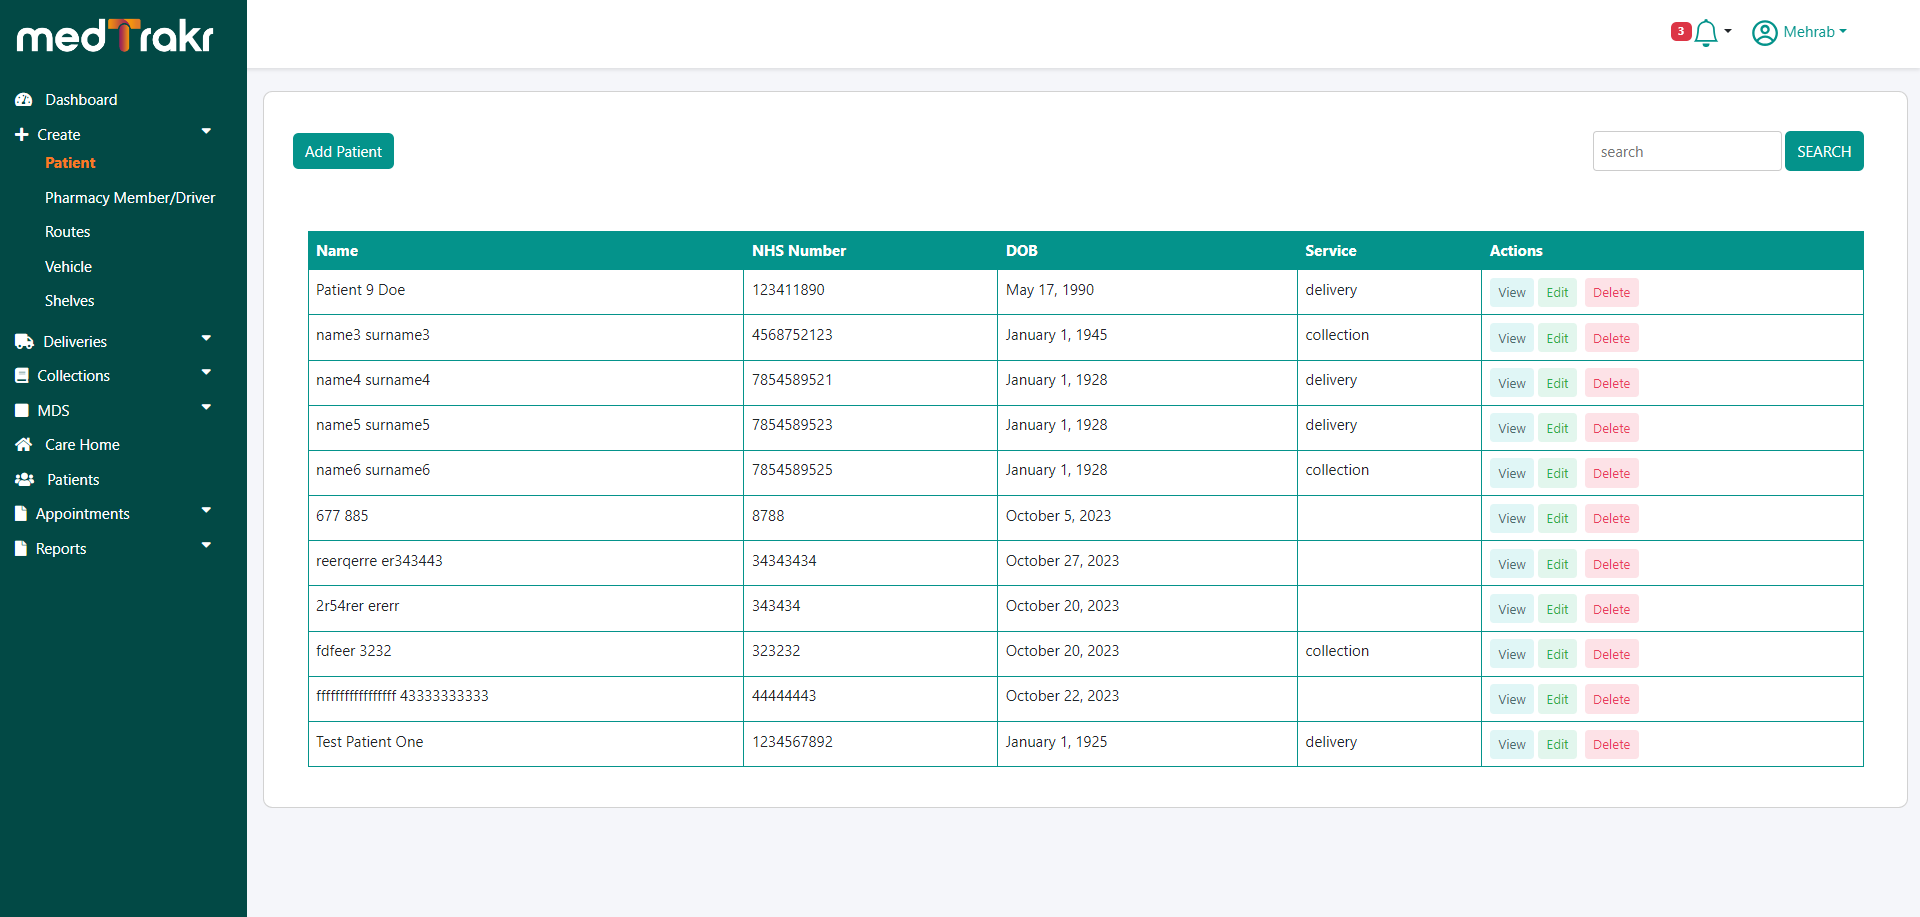 medTrakr
3
Mehrab
Dashboard
Create
Patient
Pharmacy Member/Driver
Routes
Vehicle
Shelves
Deliveries
Collections
MDS
Care Home
Patients
Appointments
Reports
Add Patient
search SEARCH
Name NHS Number DOB Service Actions
Patient 9 Doe 123411890 May 17, 1990 delivery View Edit Delete
name3 surname3 4568752123 January 1, 1945 collection View Edit Delete
name4 surname4 7854589521 January 1, 1928 delivery View Edit Delete
name5 surname5 7854589523 January 1, 1928 delivery View Edit Delete
name6 surname6 7854589525 January 1, 1928 collection View Edit Delete
677 885 8788 October 5, 2023 View Edit Delete
reerqerre er343443 34343434 October 27, 2023 View Edit Delete
2r54rer ererr 343434 October 20, 2023 View Edit Delete
fdfeer 3232 323232 October 20, 2023 collection View Edit Delete
fffffffffffffffff 43333333333 44444443 October 22, 2023 View Edit Delete
Test Patient One 1234567892 January 1, 1925 delivery View Edit Delete